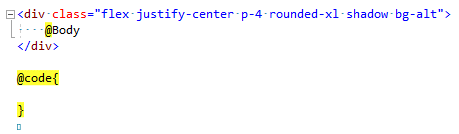 <div class="flex justify-center p-4 rounded-xl shadow bg-alt">
    @Body
</div>

@code{

}